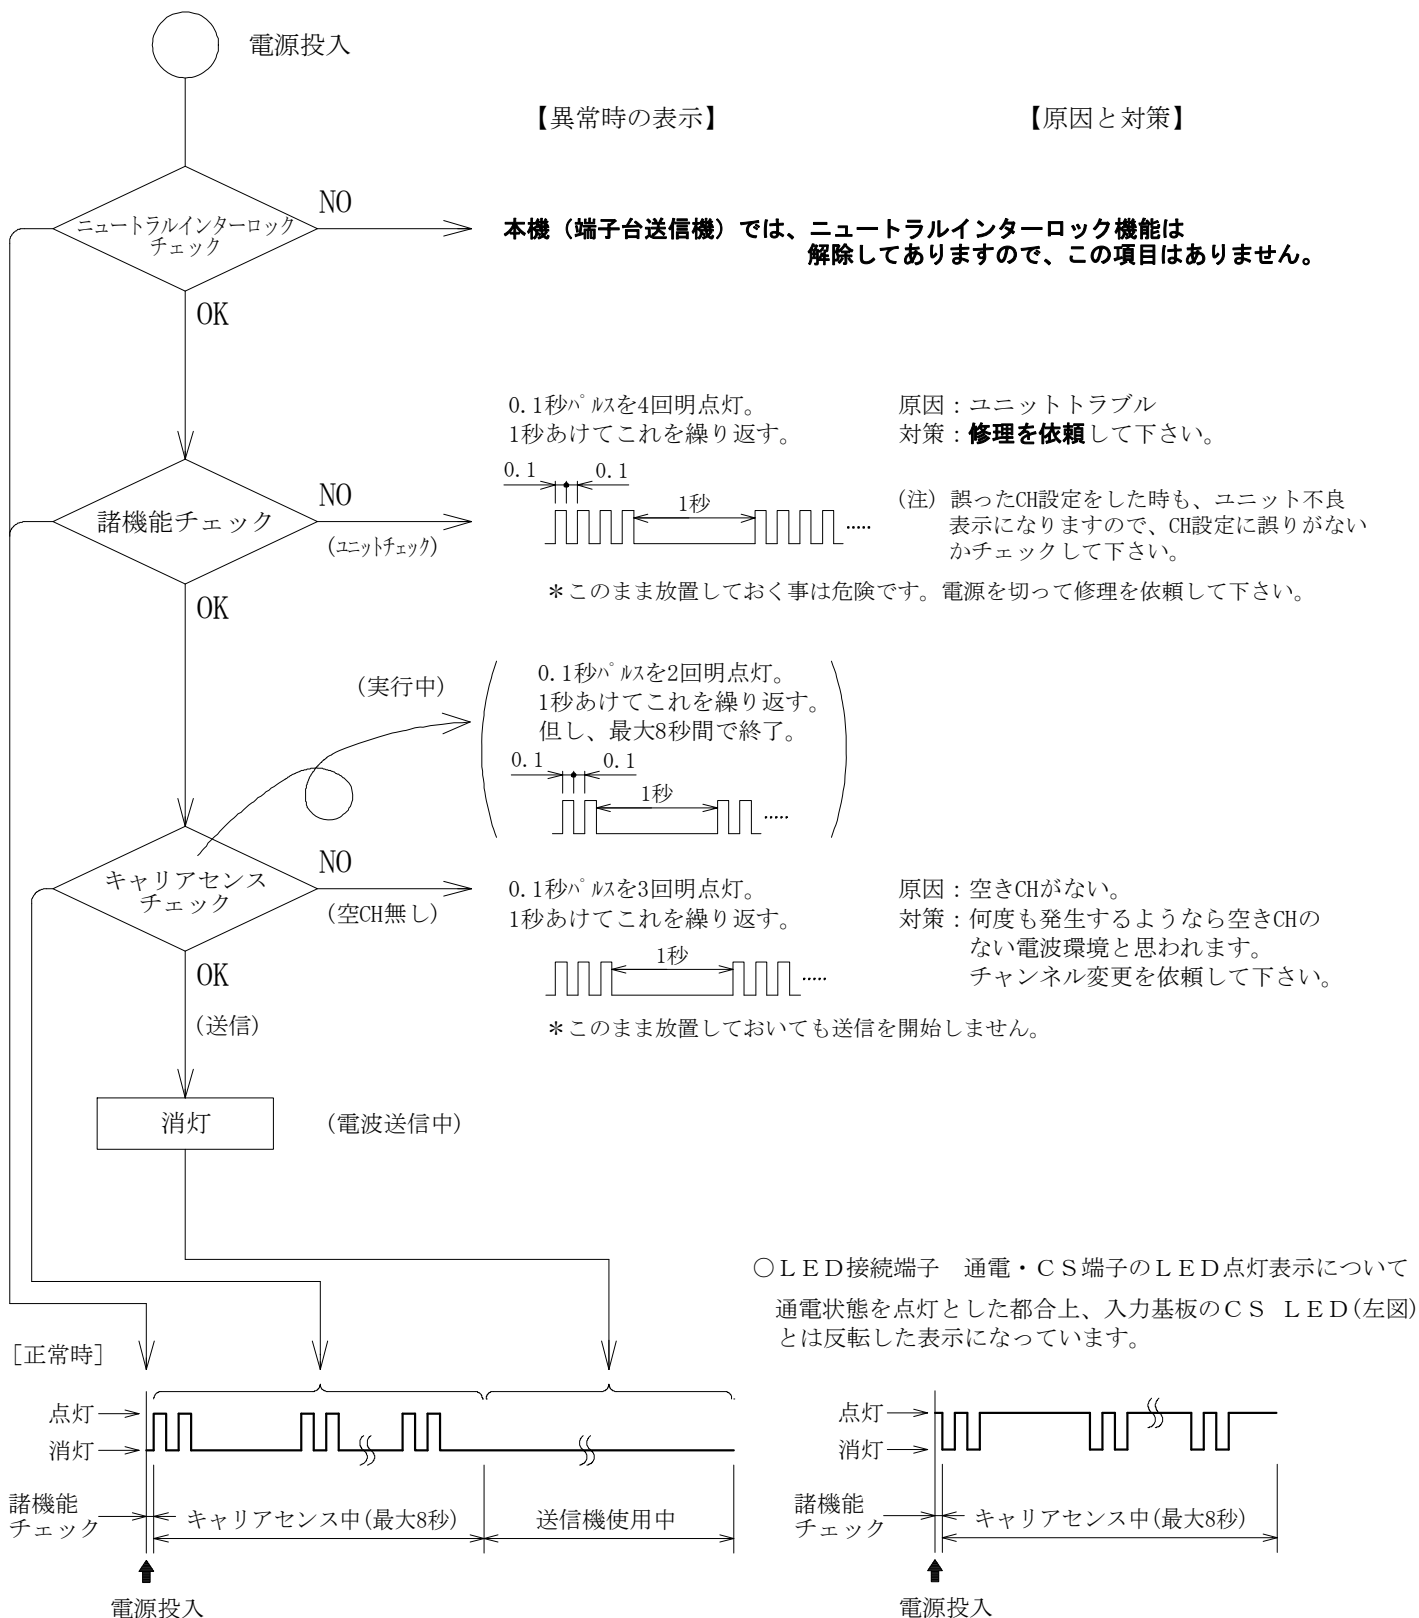 電源投入
【異常時の表示】
【原因と対策】
ニュートラルインターロック
チェック
NO
本機（端子台送信機）では、ニュートラルインターロック機能は
解除してありますので、この項目はありません。
OK
0.1秒パルスを4回明点灯。
1秒あけてこれを繰り返す。
原因：ユニットトラブル
対策：修理を依頼して下さい。
0.1
0.1
1秒
諸機能チェック
NO
(ユニットチェック)
(注) 誤ったCH設定をした時も、ユニット不良
表示になりますので、CH設定に誤りがない
かチェックして下さい。
＊このまま放置しておく事は危険です。電源を切って修理を依頼して下さい。
OK
(実行中)
0.1秒パルスを2回明点灯。
1秒あけてこれを繰り返す。
但し、最大8秒間で終了。
0.1
0.1
1秒
キャリアセンス
チェック
NO
(空CH無し)
0.1秒パルスを3回明点灯。
1秒あけてこれを繰り返す。
1秒
原因：空きCHがない。
対策：何度も発生するようなら空きCHの
ない電波環境と思われます。
チャンネル変更を依頼して下さい。
＊このまま放置しておいても送信を開始しません。
OK
(送信)
消灯
(電波送信中)
○ＬＥＤ接続端子　通電・ＣＳ端子のＬＥＤ点灯表示について
通電状態を点灯とした都合上、入力基板のＣＳ ＬＥＤ(左図)
とは反転した表示になっています。
[正常時]
点灯
消灯
諸機能
チェック
キャリアセンス中(最大8秒)
送信機使用中
電源投入
点灯
消灯
諸機能
チェック
キャリアセンス中(最大8秒)
電源投入